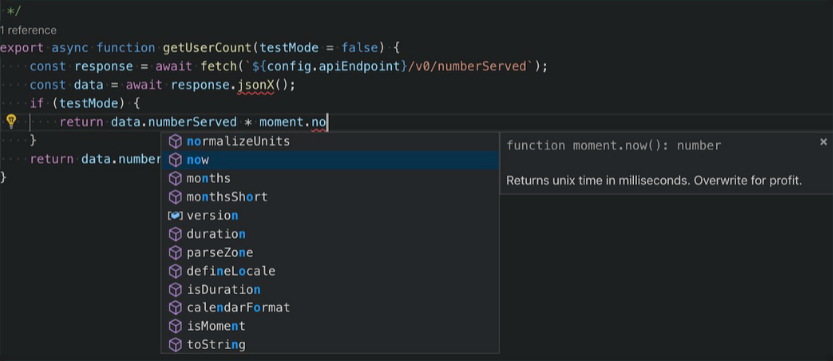 */
1 reference
export async function getUserCount(testMode = false) {
const response = await fetch(`${config.apiEndpoint}/v0/numberServed`);
const data = await response.jsonX();
if (testMode) {
return data.numberServed * moment.no
}
return data.number
}
normalizeUnits
now
months
monthsShort
version
duration
parseZone
defineLocale
isDuration
calendarFormat
isMoment
toString
function moment.now(): number
×
Returns unix time in milliseconds. Overwrite for profit.